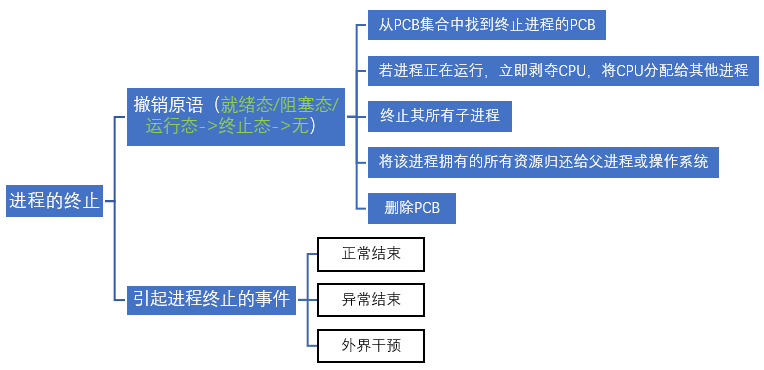 进程的终止
撤销原语（就绪态/阻塞态/
运行态->终止态->无）
从PCB集合中找到终止进程的PCB
若进程正在运行，立即剥夺CPU，将CPU分配给其他进程
终止其所有子进程
将该进程拥有的所有资源归还给父进程或操作系统
删除PCB
引起进程终止的事件
正常结束
异常结束
外界干预